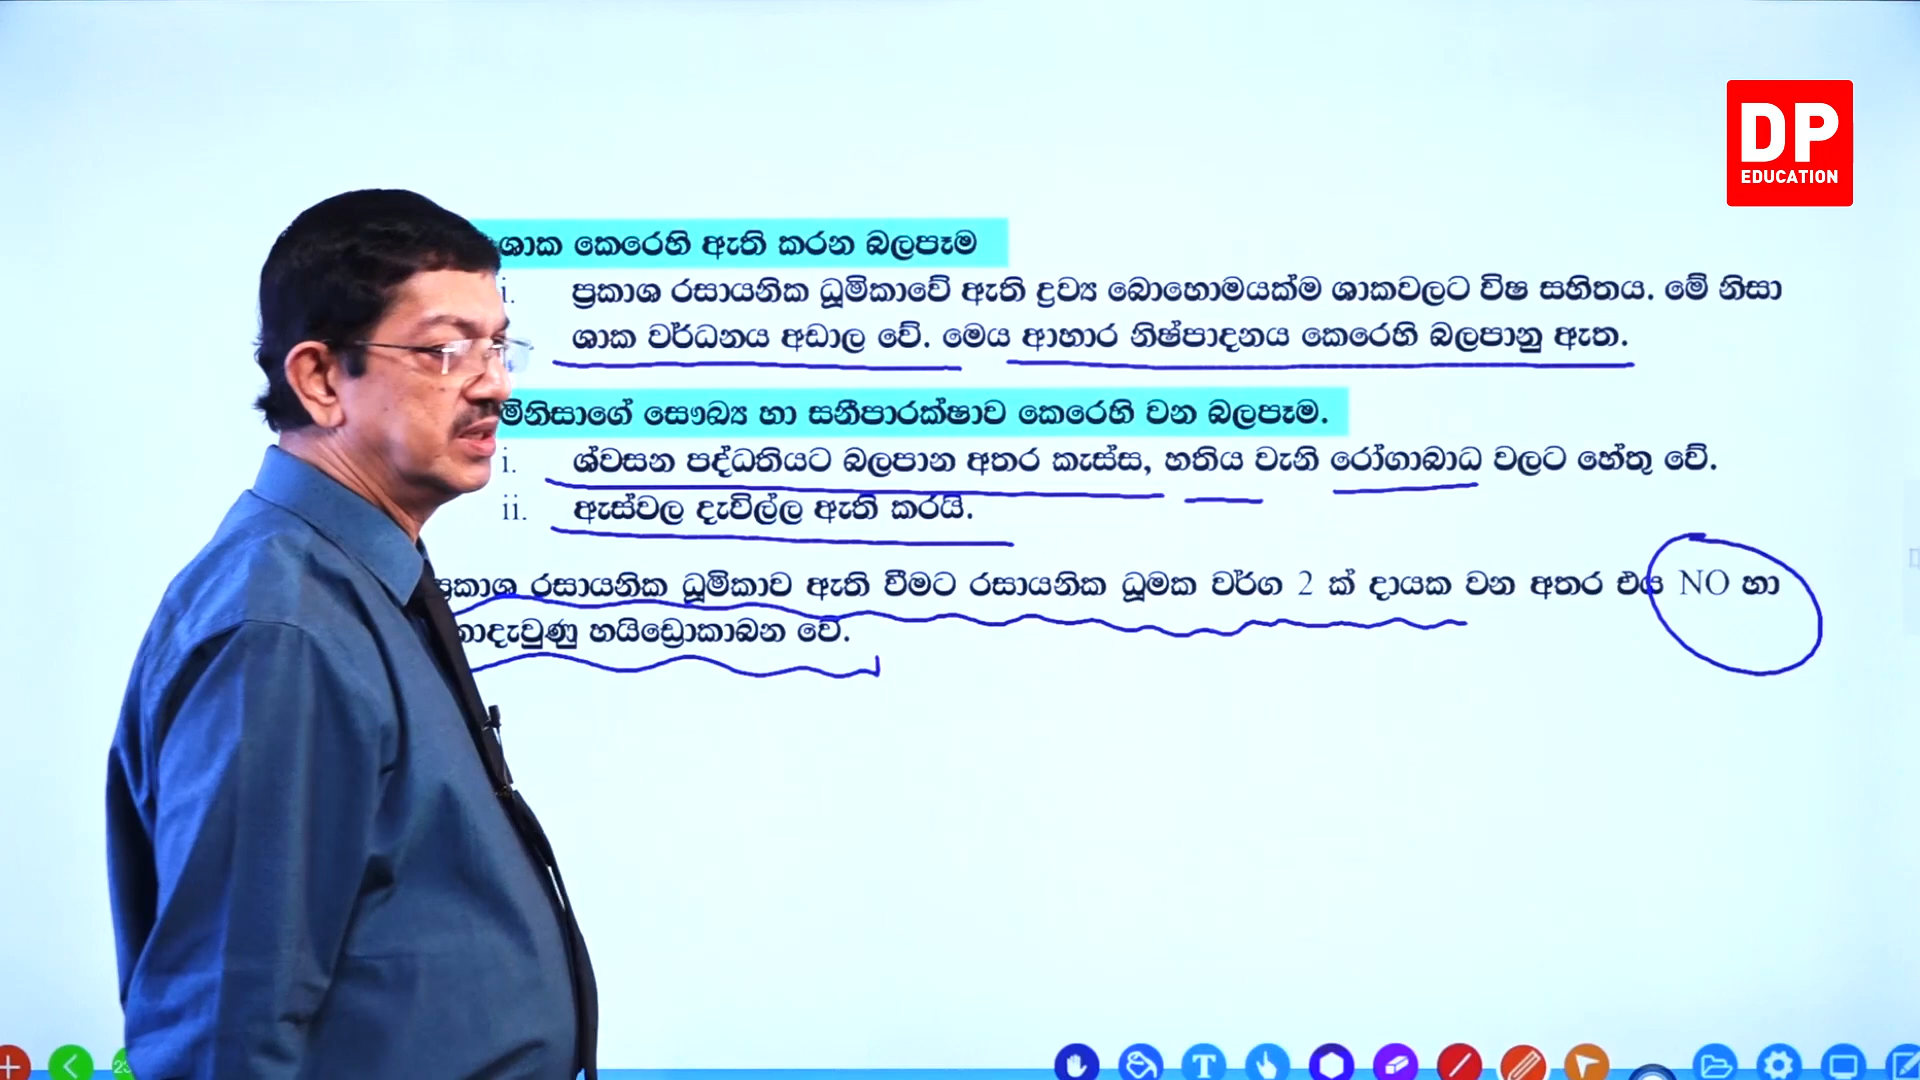 DP
EDUCATION
ශාක කෙරෙහි ඇති කරන බලපෑම
i. ප්‍රකාශ රසායනික ධූමිකාවේ ඇති ද්‍රව්‍ය බොහොමයක්ම ශාකවලට විෂ සහිතය. මේ නිසා
ශාක වර්ධනය අඩාල වේ. මෙය ආහාර නිෂ්පාදනය කෙරෙහි බලපානු ඇත.
මිනිසාගේ සෞඛ්‍ය හා සනීපාරක්ෂාව කෙරෙහි වන බලපෑම.
i. ශ්වසන පද්ධතියට බලපාන අතර කැස්ස, හතිය වැනි රෝගාබාධ වලට හේතු වේ.
ii. ඇස්වල දැවිල්ල ඇති කරයි.
ප්‍රකාශ රසායනික ධූමිකාව ඇති වීමට රසායනික ධූමක වර්ග 2 ක් දායක වන අතර එය NO හා
නොදැවුණු හයිඩ්‍රොකාබන වේ.